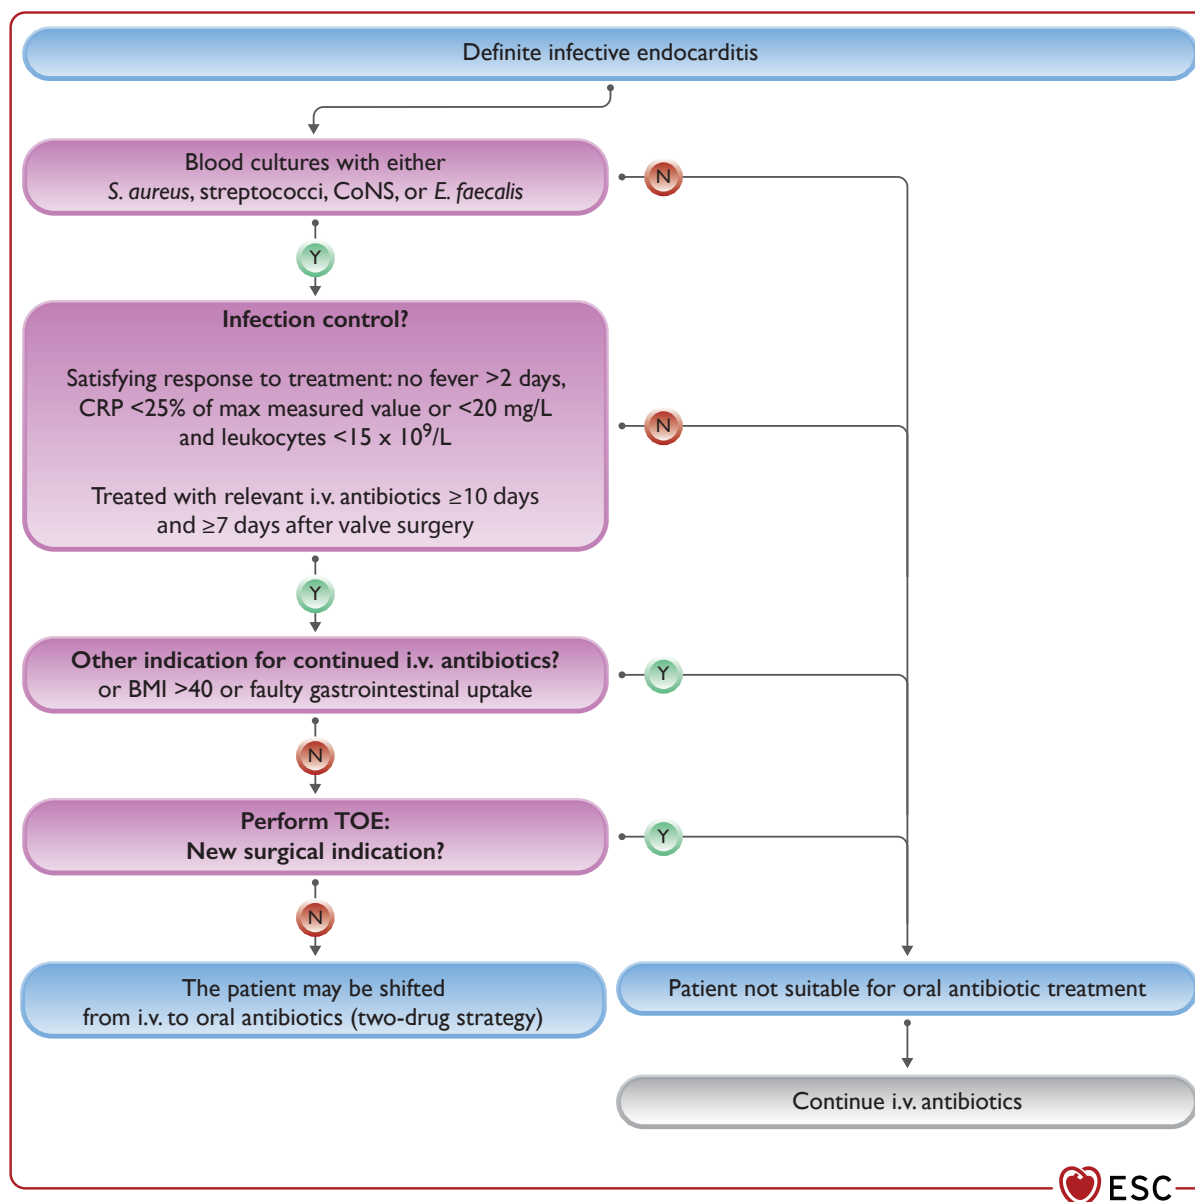 Definite infective endocarditis
Blood cultures with either
S. aureus, streptococci, CoNS, or E. faecalis
N
Y
Infection control?
Satisfying response to treatment: no fever >2 days,
CRP <25% of max measured value or <20 mg/L
and leukocytes <15 x 10⁹/L
Treated with relevant i.v. antibiotics ≥10 days
and ≥7 days after valve surgery
N
Y
Other indication for continued i.v. antibiotics?
or BMI >40 or faulty gastrointestinal uptake
Y
N
Perform TOE:
New surgical indication?
Y
N
The patient may be shifted
from i.v. to oral antibiotics (two-drug strategy)
Patient not suitable for oral antibiotic treatment
Continue i.v. antibiotics
ESC